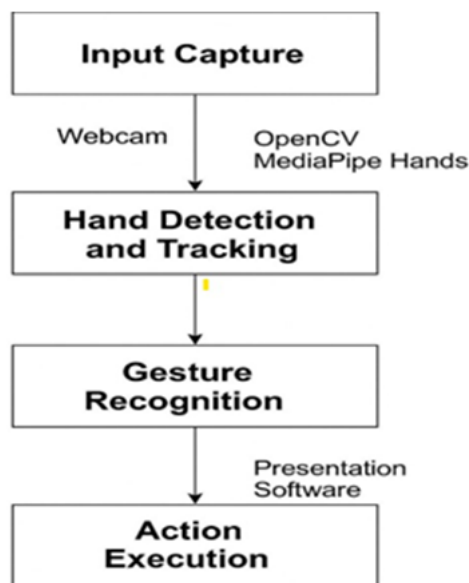 Input Capture
Webcam
OpenCV
MediaPipe Hands
Hand Detection
and Tracking
Gesture
Recognition
Presentation
Software
Action
Execution